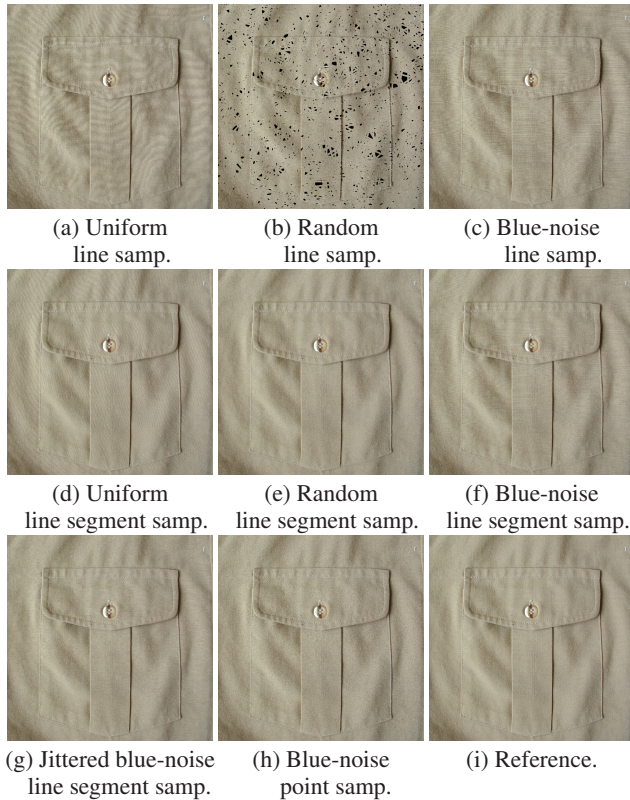 (a) Uniform
line samp.
(b) Random
line samp.
(c) Blue-noise
line samp.
(d) Uniform
line segment samp.
(e) Random
line segment samp.
(f) Blue-noise
line segment samp.
(g) Jittered blue-noise
line segment samp.
(h) Blue-noise
point samp.
(i) Reference.